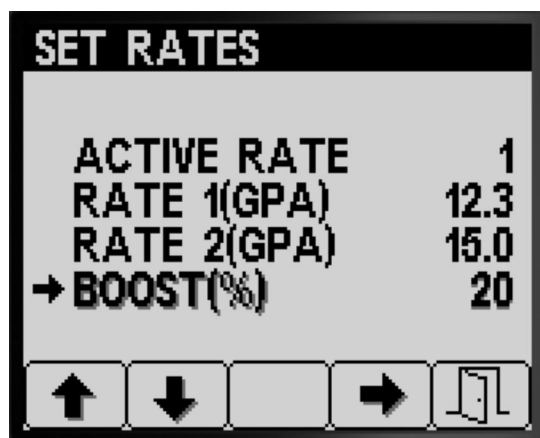 SET RATES
ACTIVE RATE 1
RATE 1(GPA) 12.3
RATE 2(GPA) 15.0
BOOST(%) 20